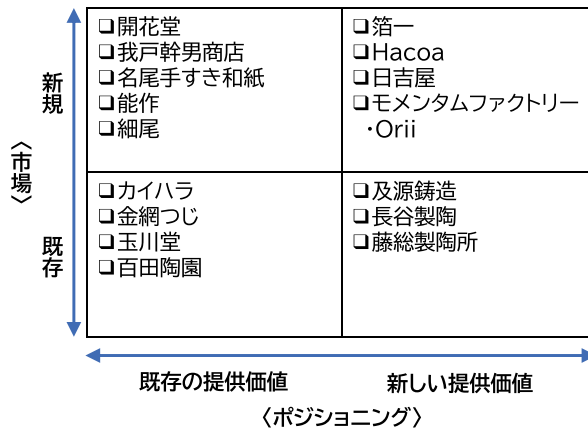 ❑開花堂
❑我戸幹男商店
❑名尾手すき和紙
❑能作
❑細尾
❑箔一
❑Hacoa
❑日吉屋
❑モメンタムファクトリー
・Orii
新規
〈市場〉
既存
❑カイハラ
❑金網つじ
❑玉川堂
❑百田陶園
❑及源鋳造
❑長谷製陶
❑藤総製陶所
既存の提供価値
新しい提供価値
〈ポジショニング〉